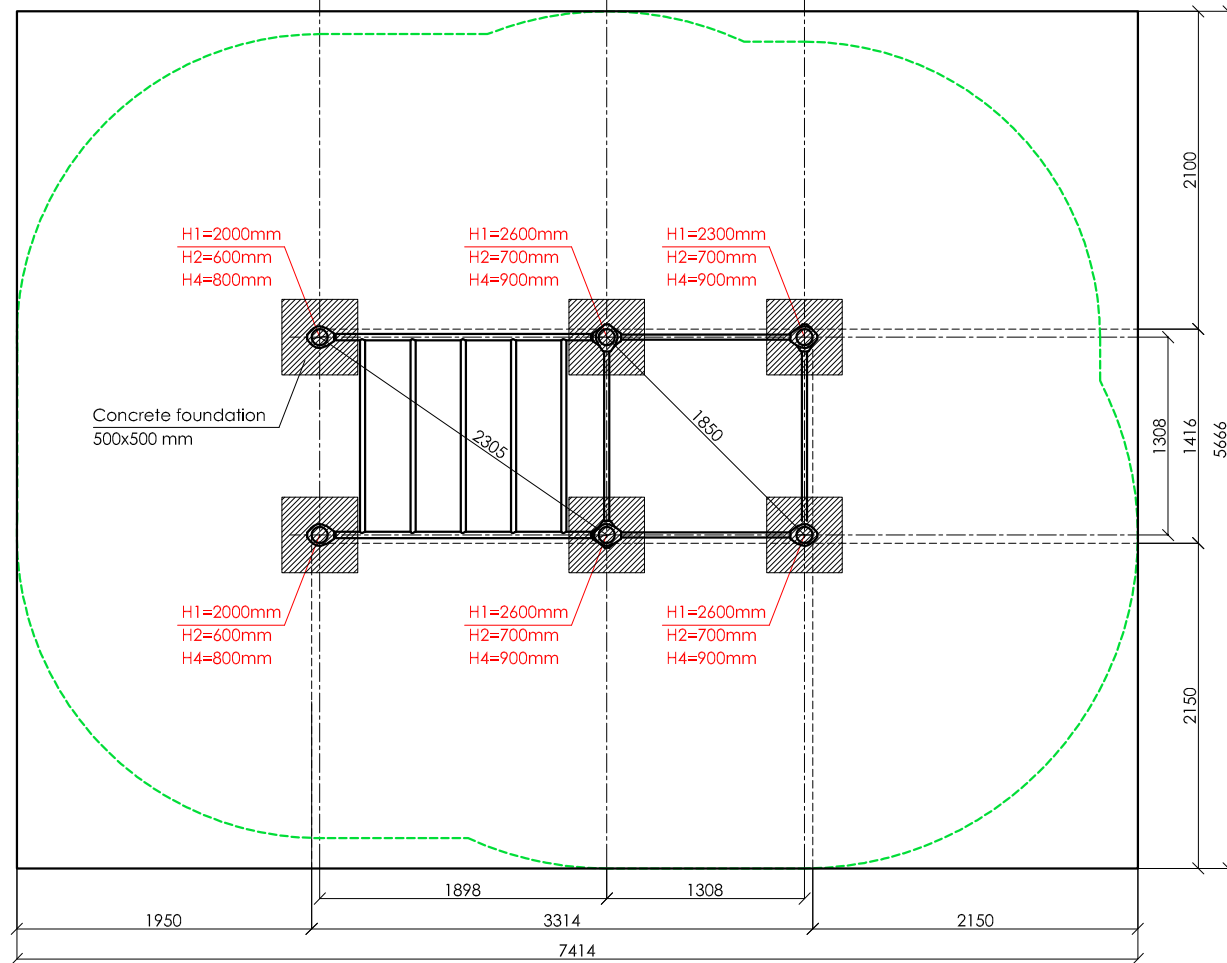 2100
H1=2000mm
H2=600mm
H4=800mm
H1=2600mm
H2=700mm
H4=900mm
H1=2300mm
H2=700mm
H4=900mm
Concrete foundation
500x500 mm
2305
1850
1308
1416
5666
H1=2000mm
H2=600mm
H4=800mm
H1=2600mm
H2=700mm
H4=900mm
H1=2600mm
H2=700mm
H4=900mm
2150
1898
1308
1950
3314
2150
7414